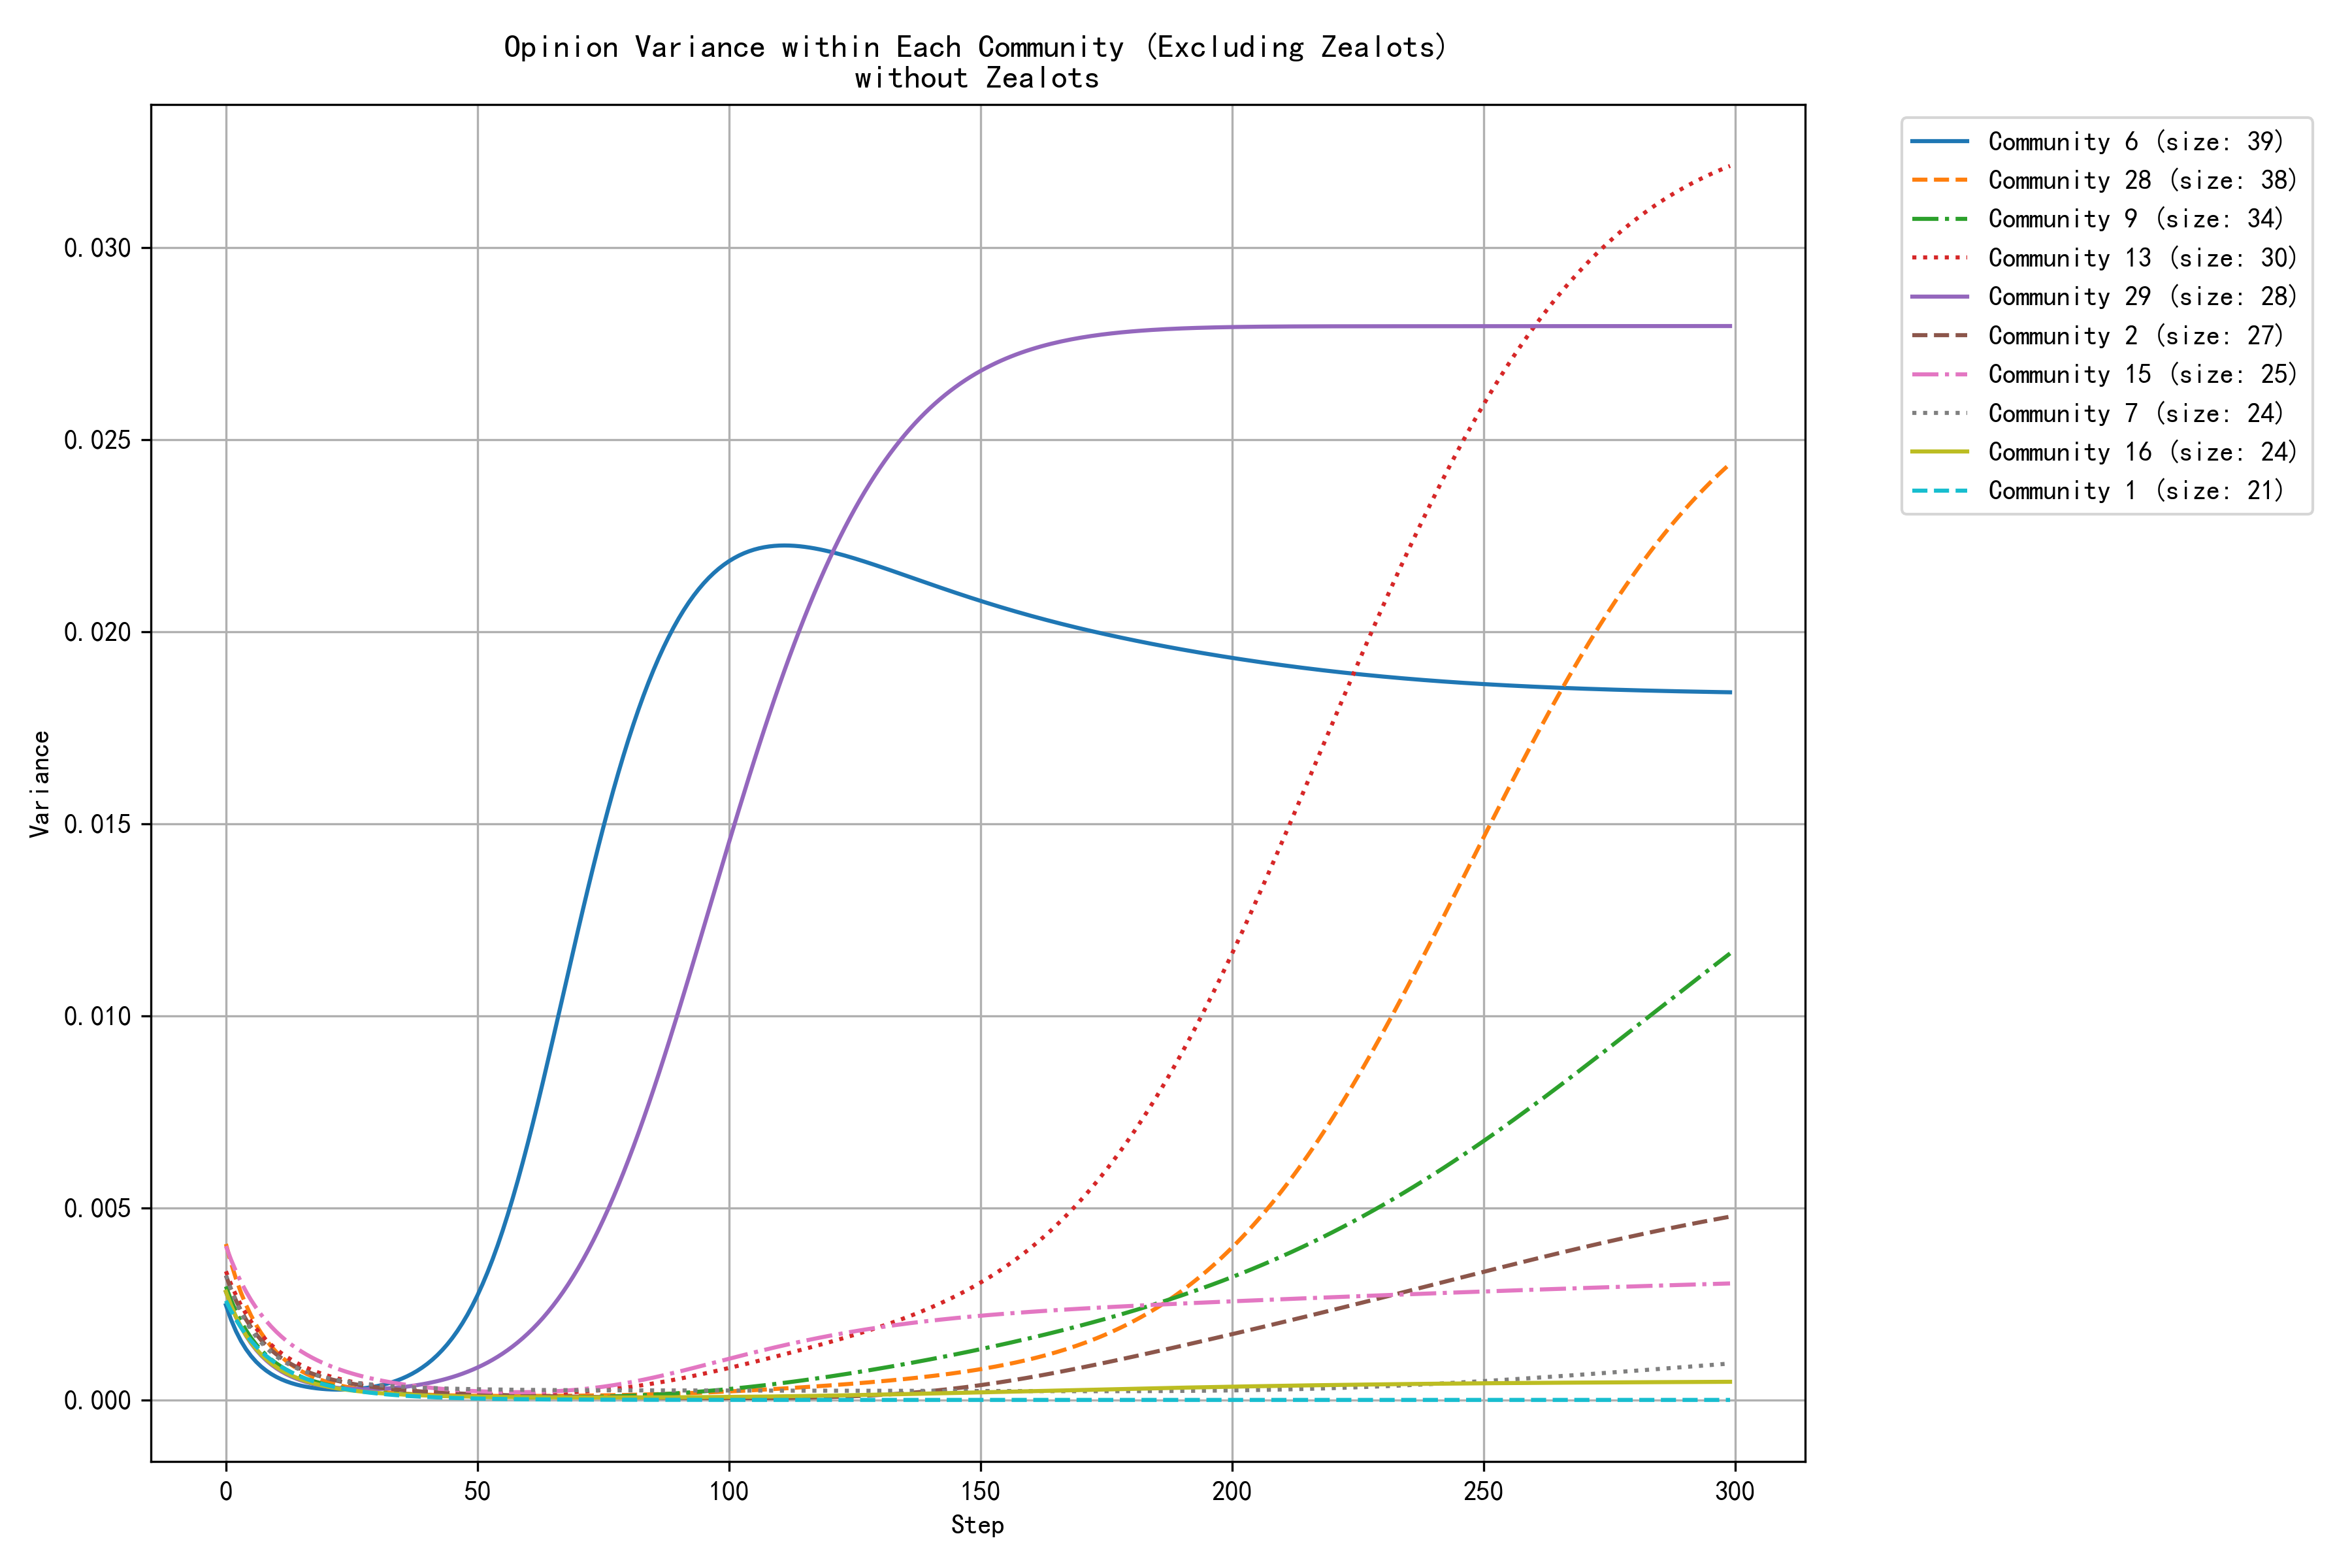 Opinion Variance within Each Community (Excluding Zealots)
without Zealots
Variance
0.030
0.025
0.020
0.015
0.010
0.005
0.000
0
50
100
150
200
250
300
Step
Community 6 (size: 39)
Community 28 (size: 38)
Community 9 (size: 34)
Community 13 (size: 30)
Community 29 (size: 28)
Community 2 (size: 27)
Community 15 (size: 25)
Community 7 (size: 24)
Community 16 (size: 24)
Community 1 (size: 21)